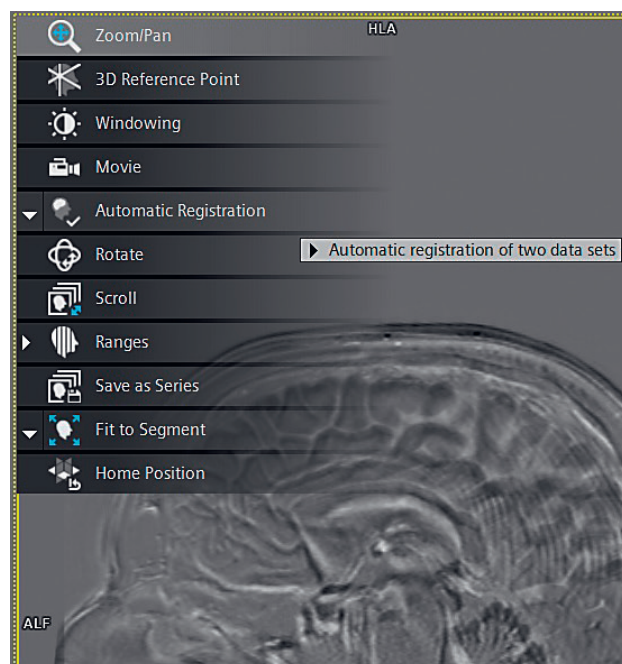 Zoom/Pan
HLA
3D Reference Point
Windowing
Movie
Automatic Registration
Rotate
Automatic registration of two data sets
Scroll
Ranges
Save as Series
Fit to Segment
Home Position
ALF